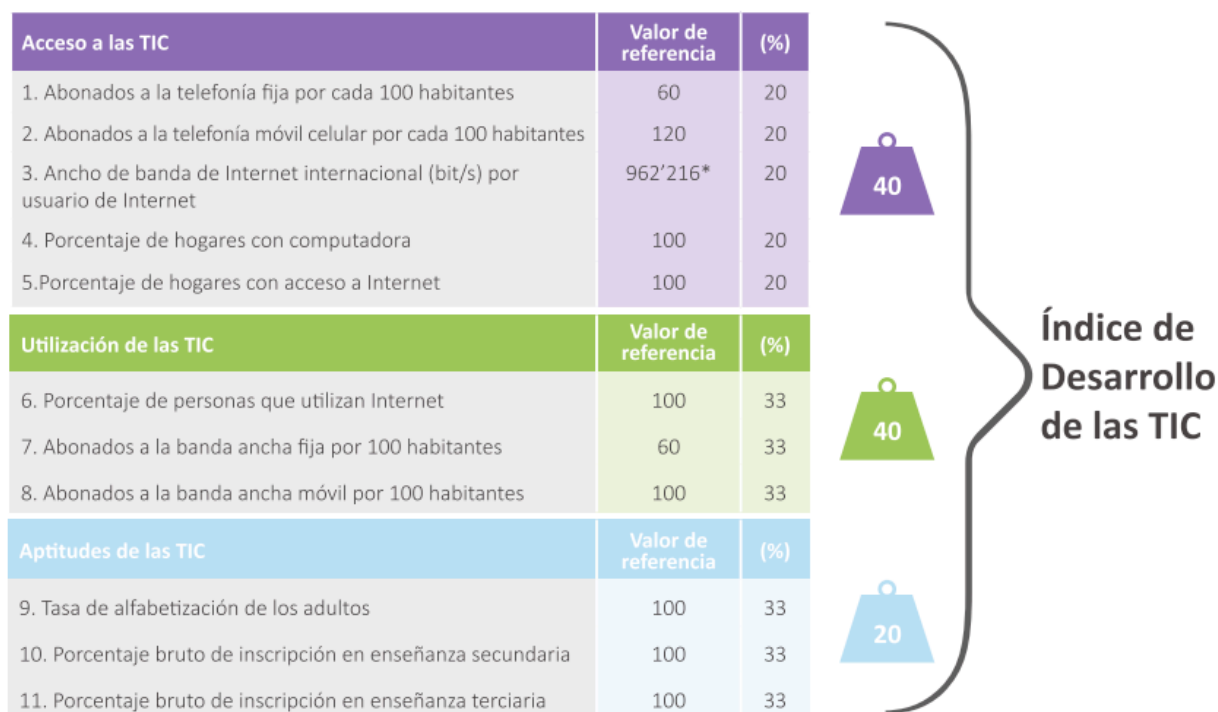 Acceso a las TIC Valor de referencia (%)
1. Abonados a la telefonía fija por cada 100 habitantes 60 20
2. Abonados a la telefonía móvil celular por cada 100 habitantes 120 20
3. Ancho de banda de Internet internacional (bit/s) por 962’216* 20
usuario de Internet
4. Porcentaje de hogares con computadora 100 20
5.Porcentaje de hogares con acceso a Internet 100 20
40
Utilización de las TIC Valor de referencia (%)
6. Porcentaje de personas que utilizan Internet 100 33
7. Abonados a la banda ancha fija por 100 habitantes 60 33
8. Abonados a la banda ancha móvil por 100 habitantes 100 33
40
Aptitudes de las TIC Valor de referencia (%)
9. Tasa de alfabetización de los adultos 100 33
10. Porcentaje bruto de inscripción en enseñanza secundaria 100 33
11. Porcentaje bruto de inscripción en enseñanza terciaria 100 33
20
Índice de
Desarrollo
de las TIC